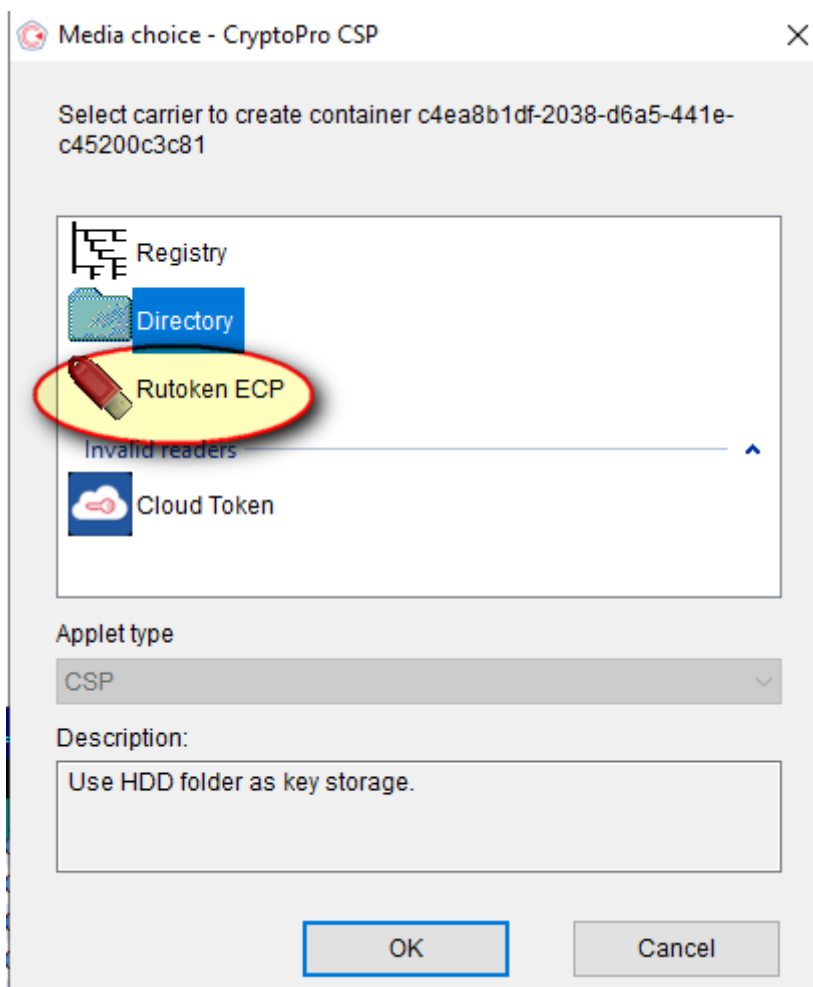 Media choice - CryptoPro CSP
Select carrier to create container c4ea8b1df-2038-d6a5-441e-
c45200c3c81
Registry
Directory
Rutoken ECP
Invalid readers
Cloud Token
Applet type
CSP
Description:
Use HDD folder as key storage.
OK
Cancel